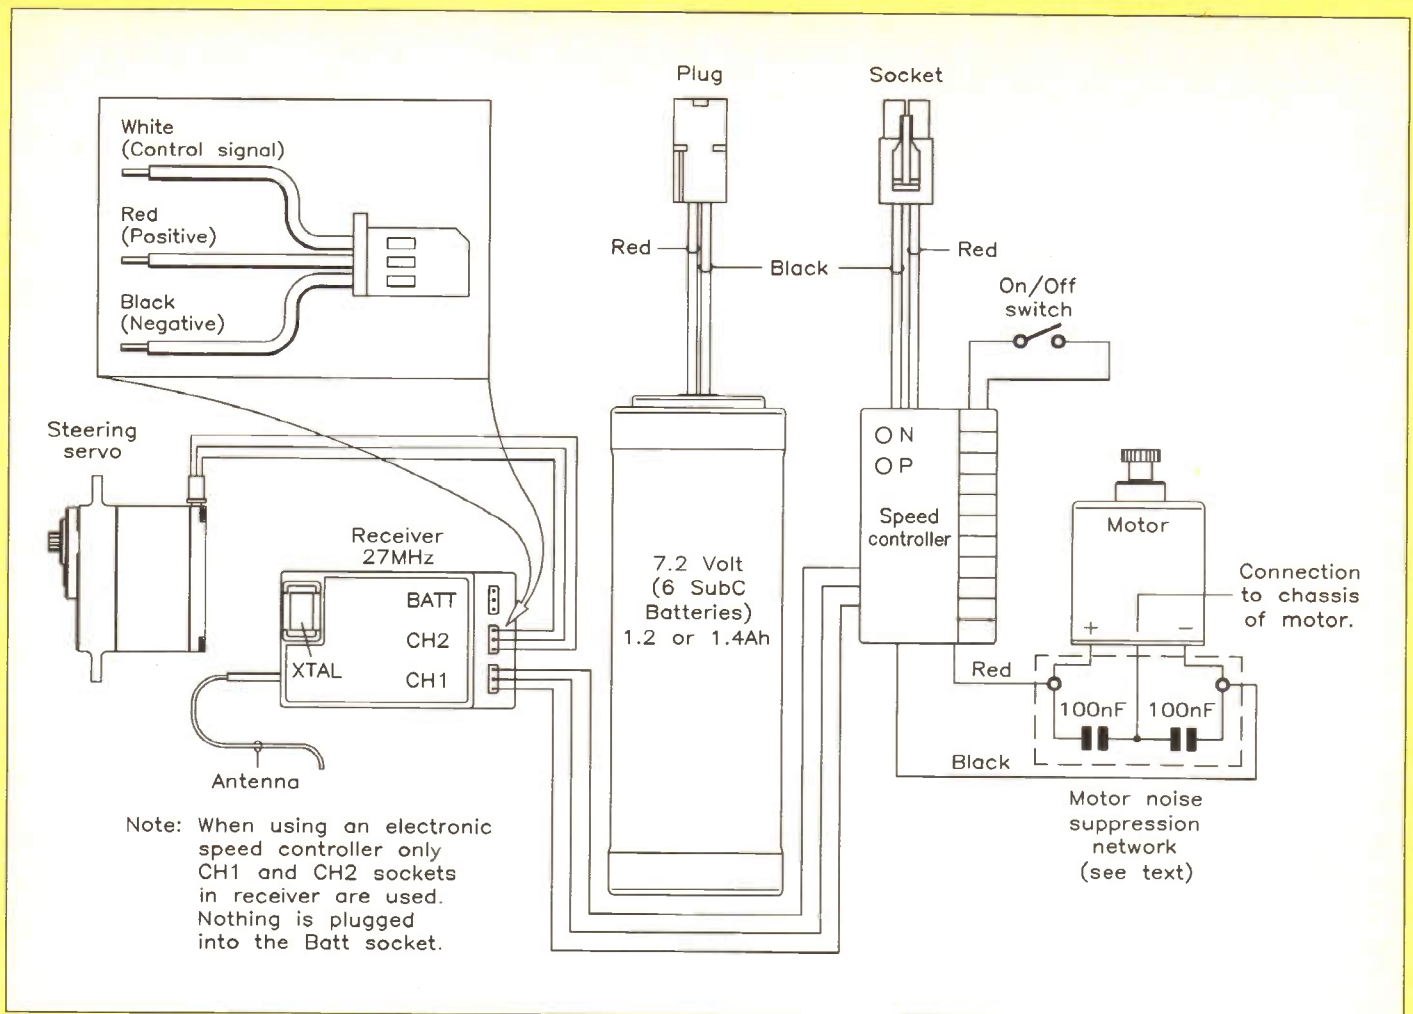 Plug
Socket
White
(Control signal)
Red
(Positive)
Black
(Negative)
Red
Black
Red
On/Off
switch
Steering
servo
Receiver
27MHz
BATT
CH2
CH1
XTAL
Antenna
7.2 Volt
(6 SubC
Batteries)
1.2 or 1.4Ah
N
P
Speed
controller
Motor
+
−
Connection
to chassis
of motor.
Red
100nF
100nF
Black
Motor noise
suppression
network
(see text)
Note: When using an electronic
speed controller only
CH1 and CH2 sockets
in receiver are used.
Nothing is plugged
into the Batt socket.